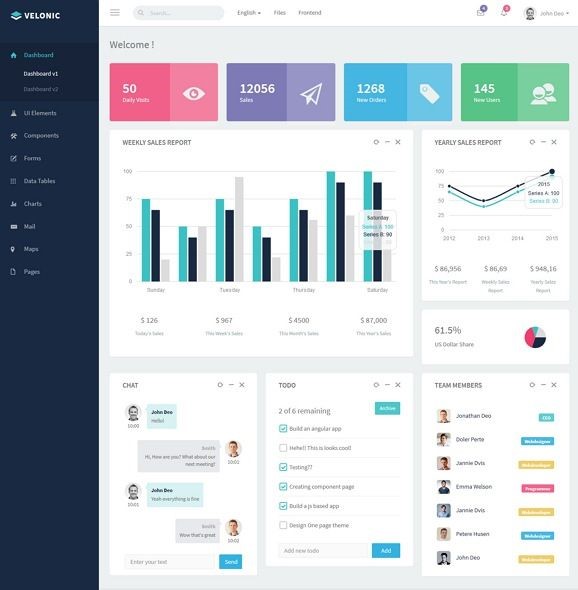 VELONIC
Search...
English
Files
Frontend
4
3
John Deo
Dashboard
Dashboard v1
Dashboard v2
UI Elements
Components
Forms
Data Tables
Charts
Mail
Maps
Pages
Welcome !
50
Daily Visits
12056
Sales
1268
New Orders
145
New Users
WEEKLY SALES REPORT
100
75
50
25
0
Sunday
Tuesday
Thursday
Saturday
Saturday
Series A: 100
Series B: 90
$ 126
Today's Sales
$ 967
This Week's Sales
$ 4500
This Month's Sales
$ 87,000
This Year's Sales
YEARLY SALES REPORT
100
75
50
25
0
2012
2013
2014
2015
2015
Series A: 100
Series B: 90
$ 86,956
This Year's Report
$ 86,69
Weekly Sales
Report
$ 948,16
Yearly Sales
Report
61.5%
US Dollar Share
CHAT
John Deo
Hello!
10:00
Smith
Hi, How are you? What about our
next meeting?
10:01
John Deo
Yeah everything is fine
10:01
Smith
Wow that's great
10:02
Enter your text
Send
TODO
2 of 6 remaining
Archive
Build an angular app
Hehe!! This is looks cool!
Testing??
Creating component page
Build a js based app
Design One page theme
Add new todo
Add
TEAM MEMBERS
Jonathan Deo
CEO
Doler Perte
Webdesigner
Jannie Dvis
Webdeveloper
Emma Welson
Programmer
Jannie Dvis
Webdeveloper
Petere Husen
Webdesigner
John Deo
Webdeveloper